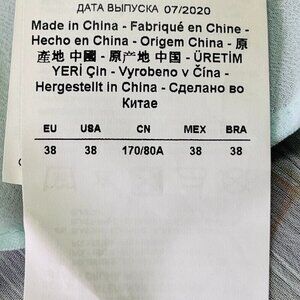 ДАТА ВЫПУСКА 07/2020
Made in China - Fabriqué en Chine -
Hecho en China - Origem China - 原
產地 中國 - 原产地 中国 - ÜRETİM
YERİ Çin - Vyrobeno v Čína -
Hergestellt in China - Сделано во
Китае
EU USA CN MEX BRA
38 38 170/80A 38 38